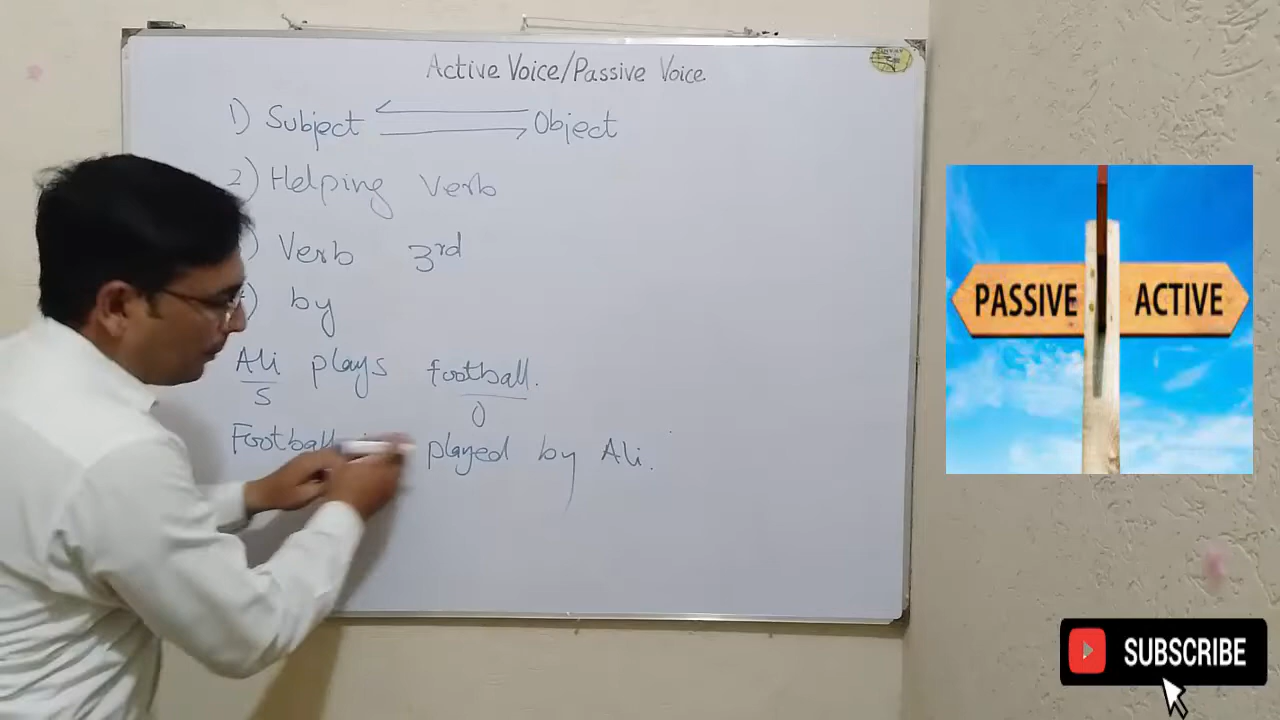 Active Voice/Passive Voice
1) Subject Object
2) Helping Verb
) Verb 3rd
) by
Ali plays football.
S O
Football played by Ali.
PASSIVE ACTIVE
SUBSCRIBE